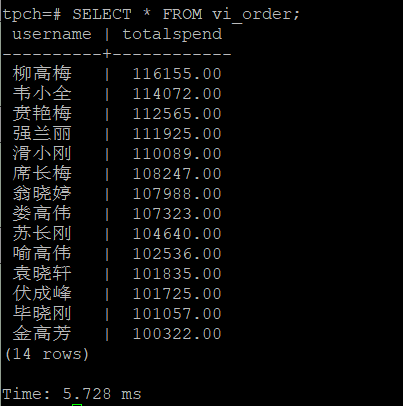 tpch=# SELECT * FROM vi_order;
username | totalspend
----------+------------
柳高梅 | 116155.00
韦小全 | 114072.00
贲艳梅 | 112565.00
强兰丽 | 111925.00
滑小刚 | 110089.00
席长梅 | 108247.00
翁晓婷 | 107988.00
娄高伟 | 107323.00
苏长刚 | 104640.00
喻高伟 | 102536.00
袁晓轩 | 101835.00
伏成峰 | 101725.00
毕晓刚 | 101057.00
金高芳 | 100322.00
(14 rows)
Time: 5.728 ms